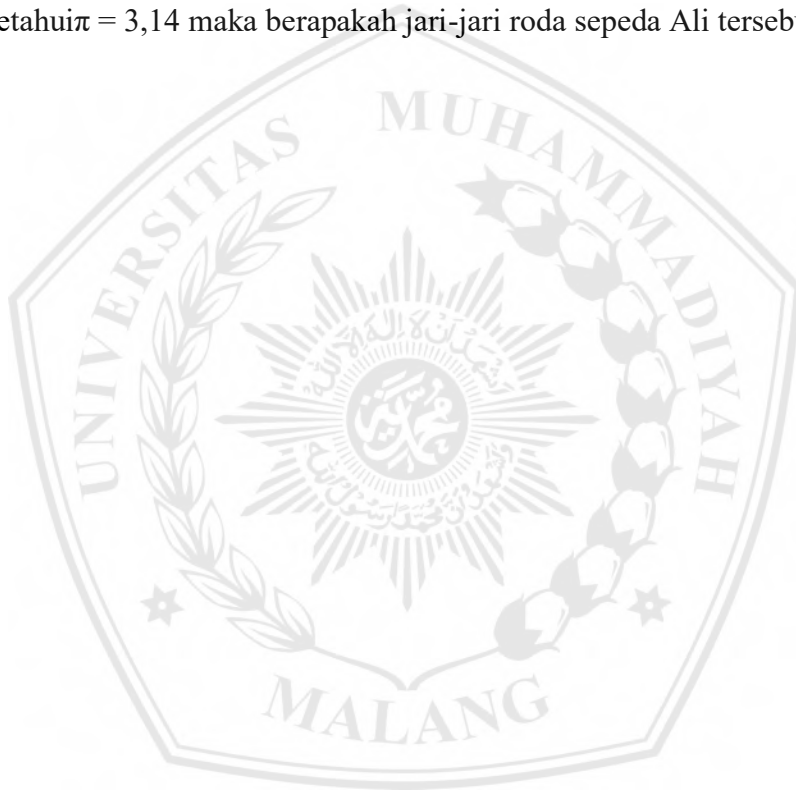 etahuiπ = 3,14 maka berapakah jari-jari roda sepeda Ali terseb
UNIVERSITAS MUHAMMADIYAH
MALANG